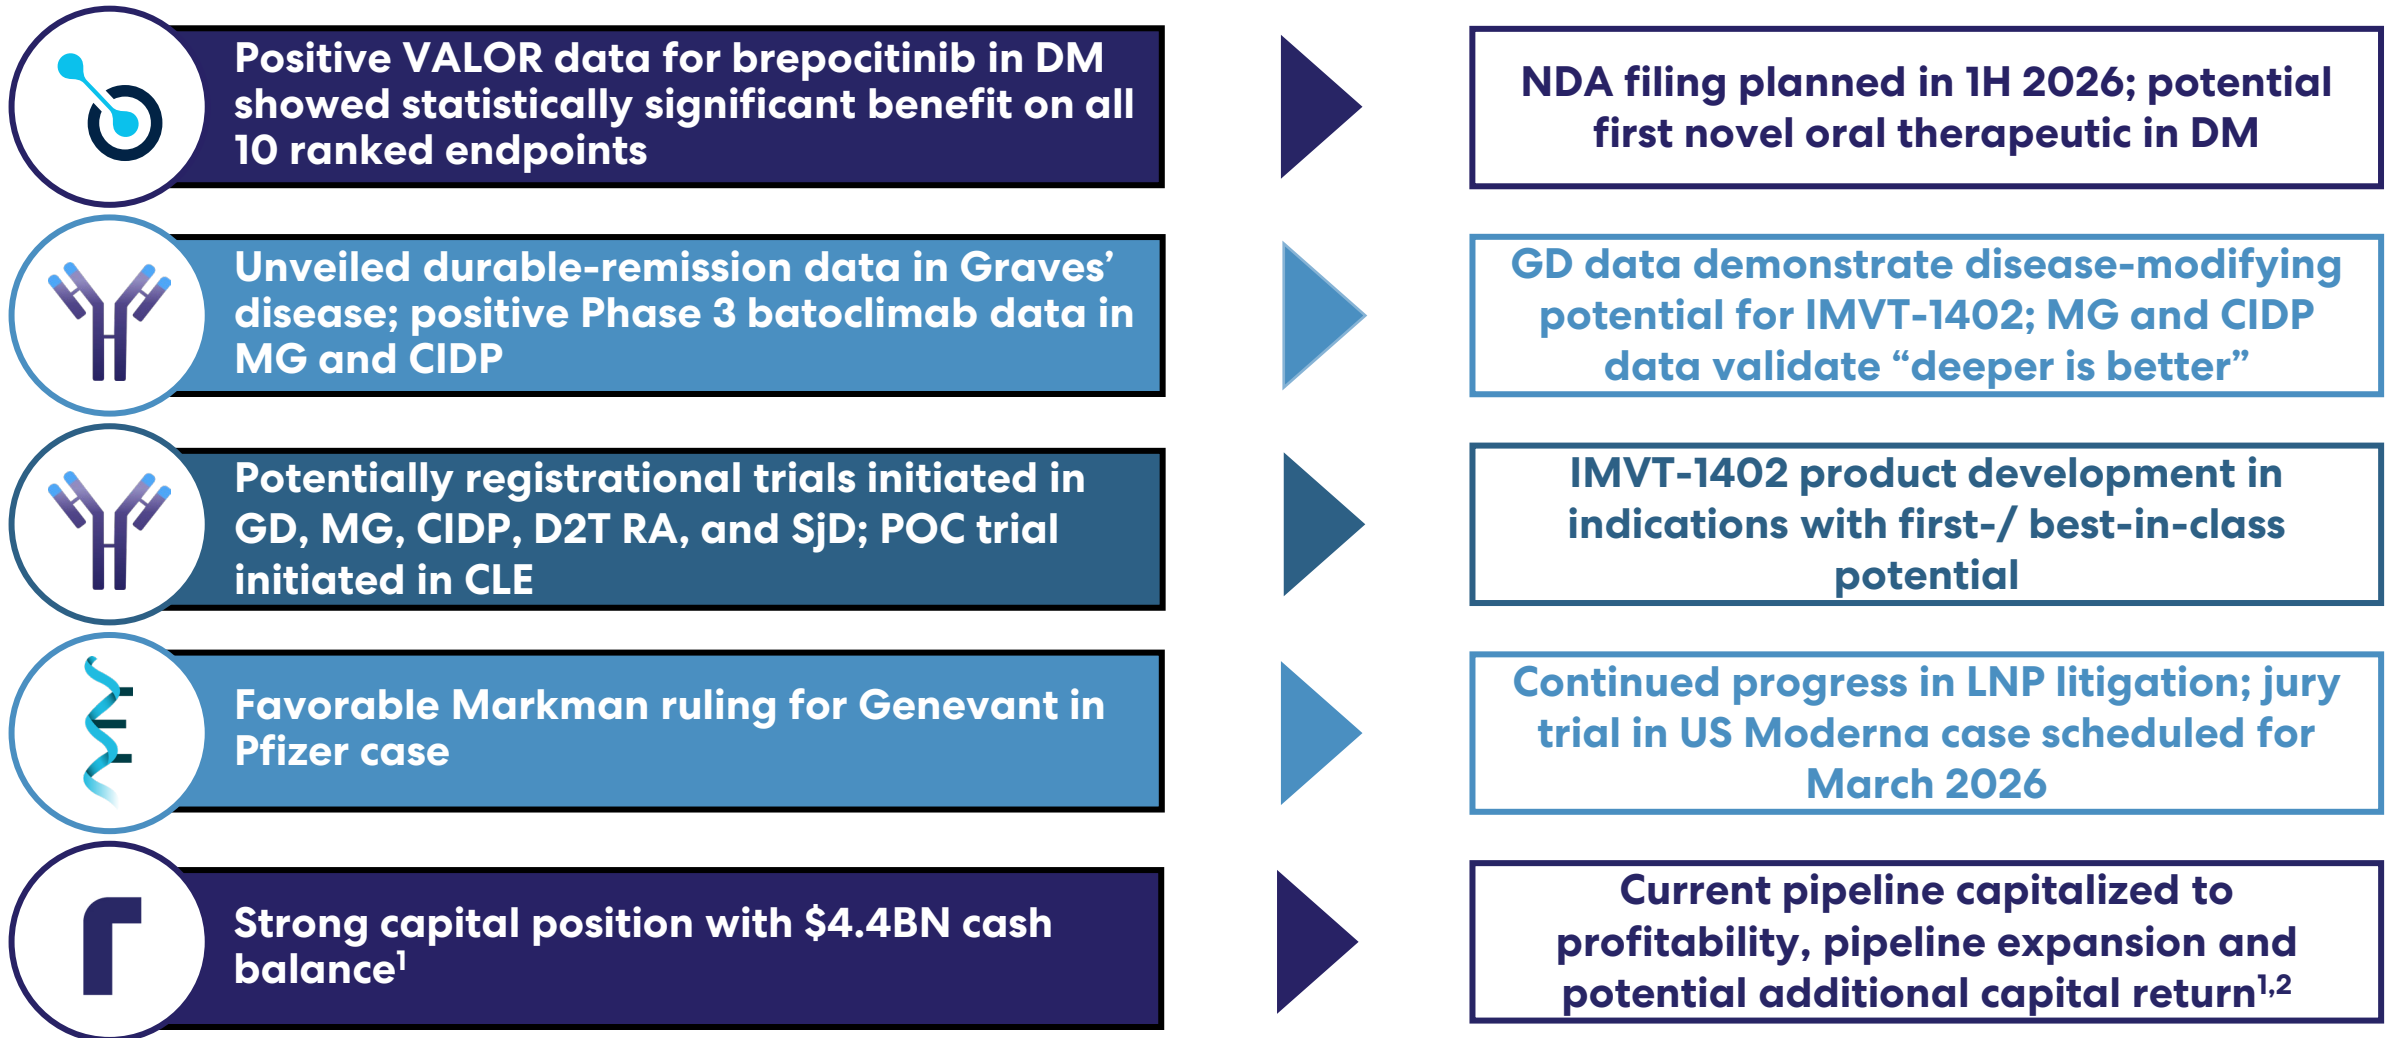 Positive VALOR data for brepocitinib in DM
showed statistically significant benefit on all
10 ranked endpoints
NDA filing planned in 1H 2026; potential
first novel oral therapeutic in DM
Unveiled durable-remission data in Graves’
disease; positive Phase 3 batoclimab data in
MG and CIDP
GD data demonstrate disease-modifying
potential for IMVT-1402; MG and CIDP
data validate “deeper is better”
Potentially registrational trials initiated in
GD, MG, CIDP, D2T RA, and SjD; POC trial
initiated in CLE
IMVT-1402 product development in
indications with first-/ best-in-class
potential
Favorable Markman ruling for Genevant in
Pfizer case
Continued progress in LNP litigation; jury
trial in US Moderna case scheduled for
March 2026
Strong capital position with $4.4BN cash
balance¹
Current pipeline capitalized to
profitability, pipeline expansion and
potential additional capital return¹,²